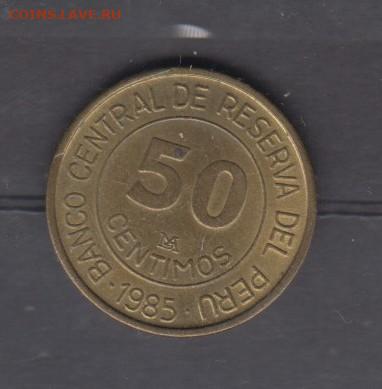 COINS.LAVE.RU
BANCO CENTRAL DE RESERVA DEL PERU
50
CENTIMOS
· 1985 ·